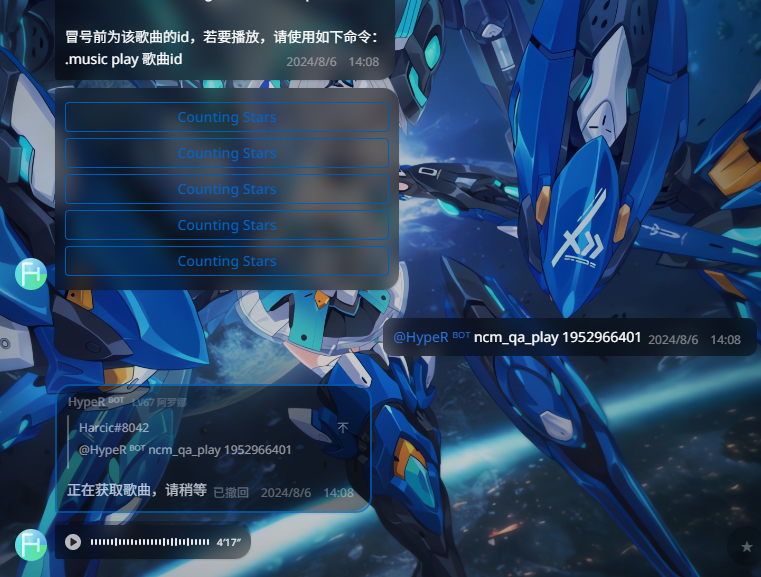 冒号前为该歌曲的id，若要播放，请使用如下命令：
.music play 歌曲id
2024/8/6 14:08
Counting Stars
Counting Stars
Counting Stars
Counting Stars
Counting Stars
@HypeR BOT ncm_qa_play 1952966401 2024/8/6 14:08
HypeR BOT LV67 阿罗娜
Harcic#8042
@HypeR BOT ncm_qa_play 1952966401
正在获取歌曲，请稍等 已撤回 2024/8/6 14:08
4'17"